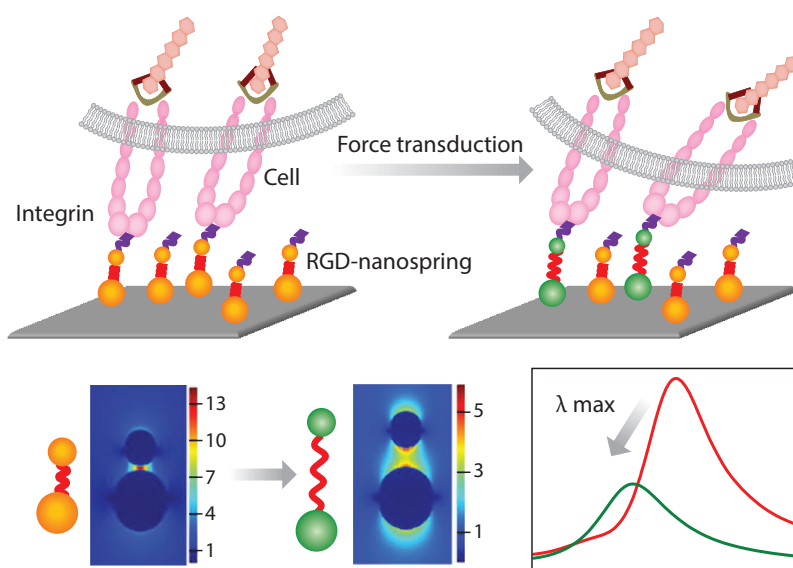 Force transduction
Cell
Integrin
RGD-nanospring
13
10
7
4
1
5
3
1
λ max